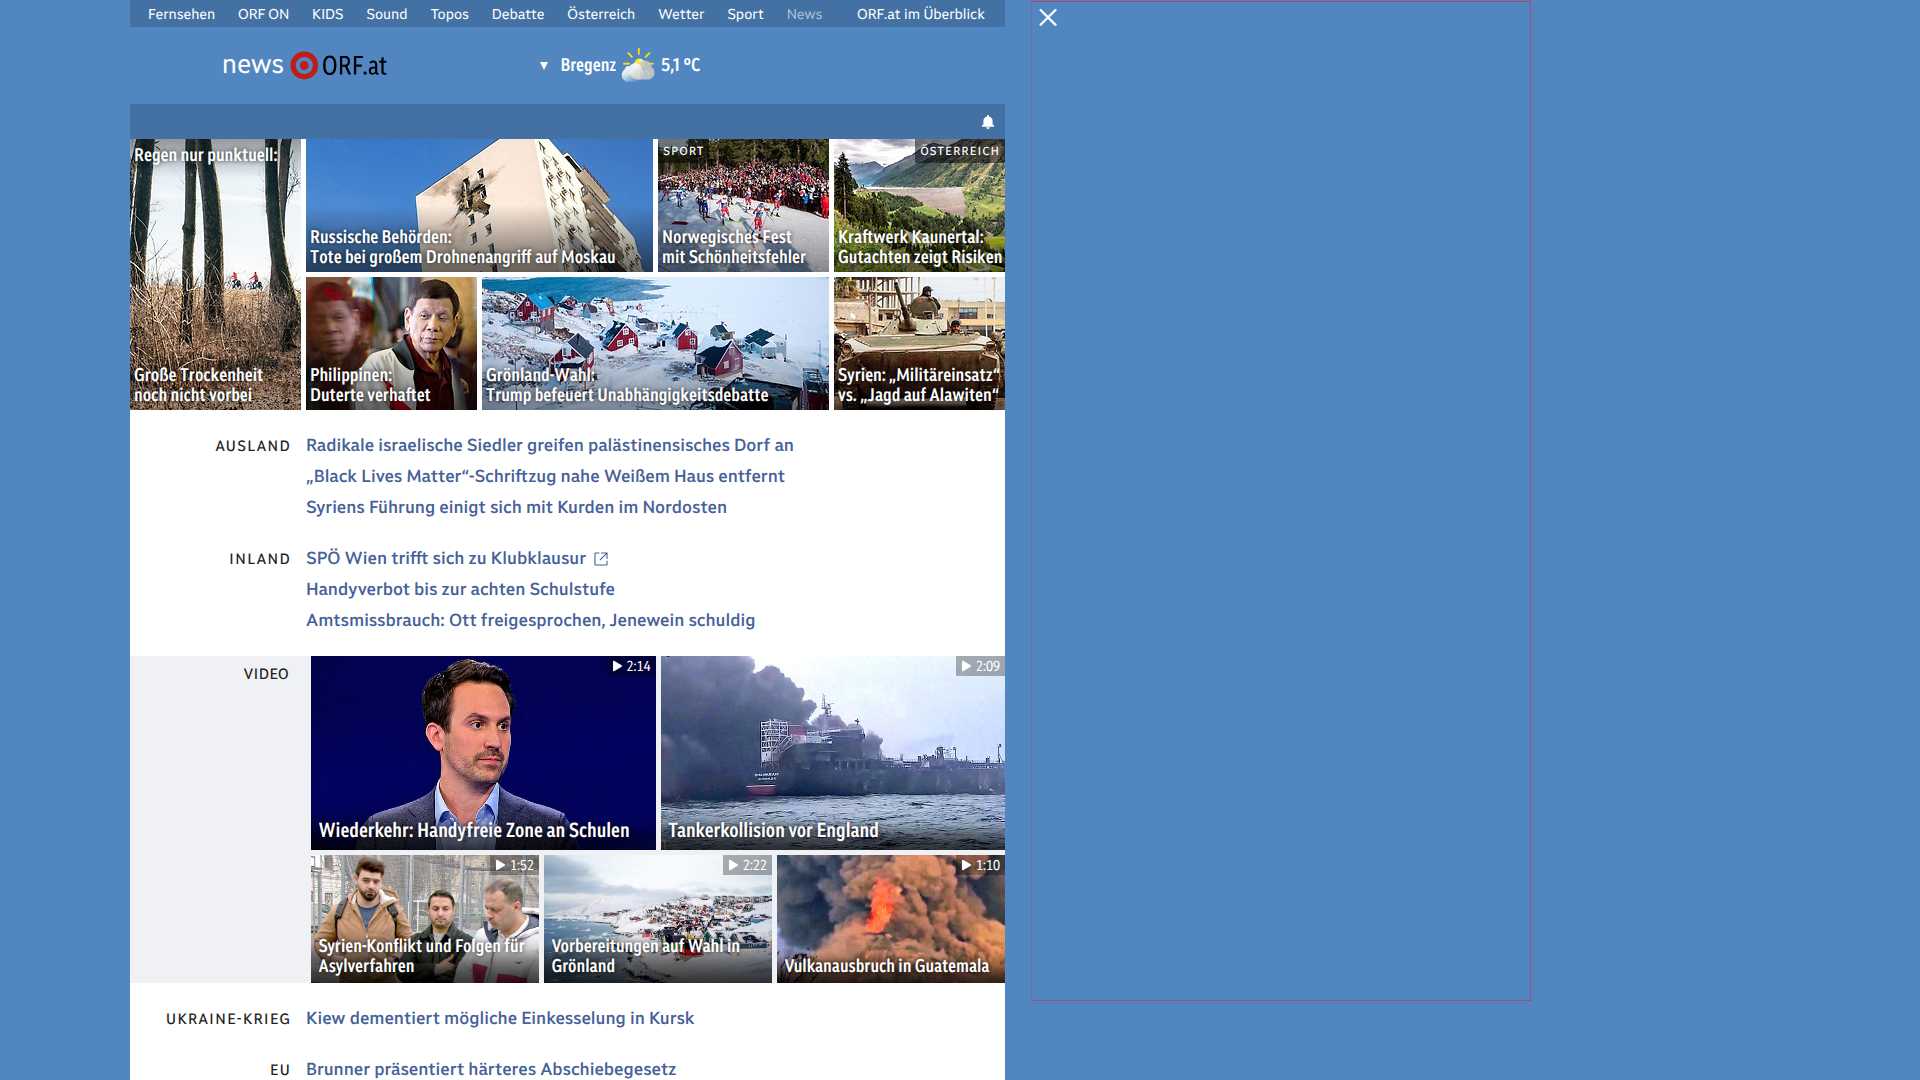 Fernsehen ORF ON KIDS Sound Topos Debatte Österreich Wetter Sport News ORF.at im Überblick
news ORF.at
Bregenz 5,1 °C
Regen nur punktuell:
Große Trockenheit
noch nicht vorbei
Russische Behörden:
Tote bei großem Drohnenangriff auf Moskau
SPORT
Norwegisches Fest
mit Schönheitsfehler
ÖSTERREICH
Kraftwerk Kaunertal:
Gutachten zeigt Risiken
Philippinen:
Duterte verhaftet
Grönland-Wahl:
Trump befeuert Unabhängigkeitsdebatte
Syrien: „Militäreinsatz“
vs. „Jagd auf Alawiten“
AUSLAND
Radikale israelische Siedler greifen palästinensisches Dorf an
„Black Lives Matter“-Schriftzug nahe Weißem Haus entfernt
Syriens Führung einigt sich mit Kurden im Nordosten
INLAND
SPÖ Wien trifft sich zu Klubklausur
Handyverbot bis zur achten Schulstufe
Amtsmissbrauch: Ott freigesprochen, Jenewein schuldig
VIDEO
2:14
Wiederkehr: Handyfreie Zone an Schulen
2:09
Tankerkollision vor England
1:52
Syrien-Konflikt und Folgen für
Asylverfahren
2:22
Vorbereitungen auf Wahl in
Grönland
1:10
Vulkanausbruch in Guatemala
UKRAINE-KRIEG
Kiew dementiert mögliche Einkesselung in Kursk
EU
Brunner präsentiert härteres Abschiebegesetz